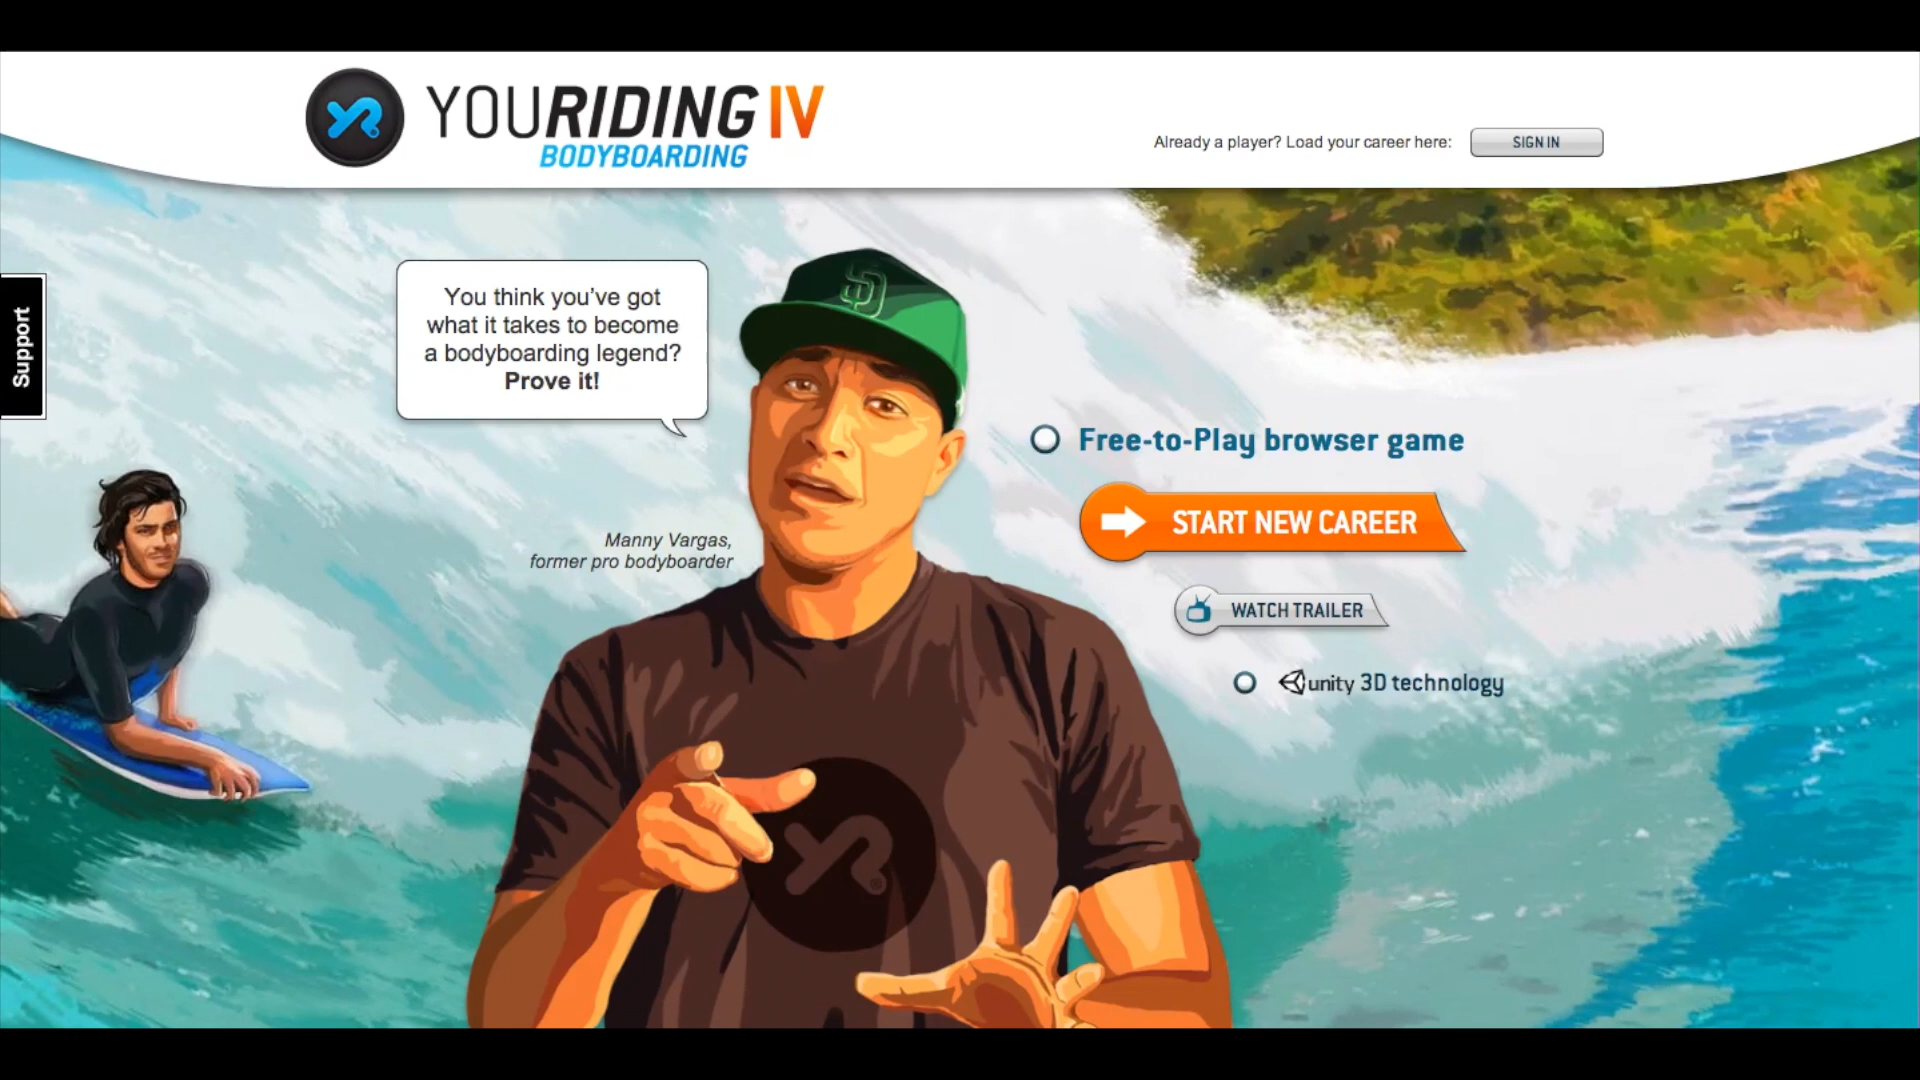 YOURIDING IV
BODYBOARDING
Already a player? Load your career here:
SIGN IN
Support
You think you’ve got
what it takes to become
a bodyboarding legend?
Prove it!
Manny Vargas,
former pro bodyboarder
Free-to-Play browser game
START NEW CAREER
WATCH TRAILER
unity 3D technology